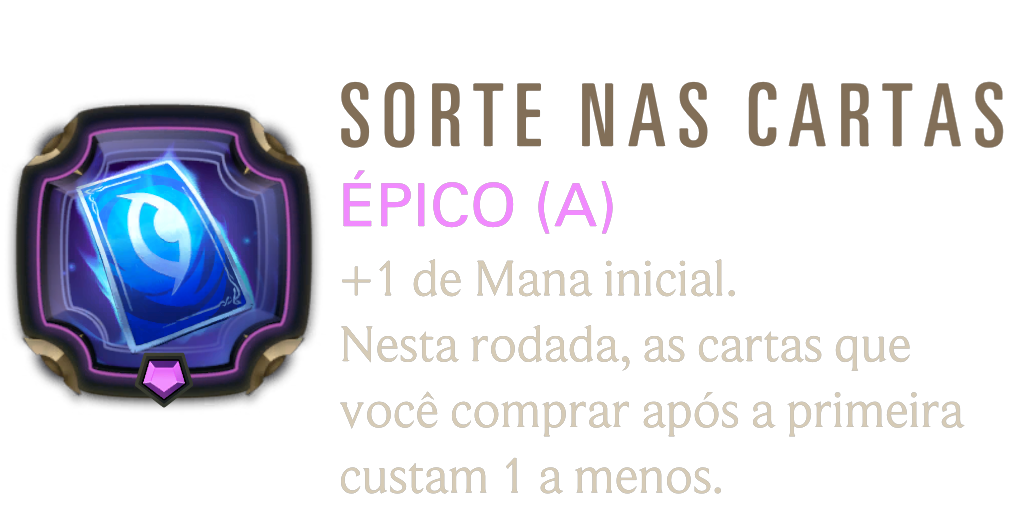 SORTE NAS CARTAS
ÉPICO (A)
+1 de Mana inicial.
Nesta rodada, as cartas que
você comprar após a primeira
custam 1 a menos.